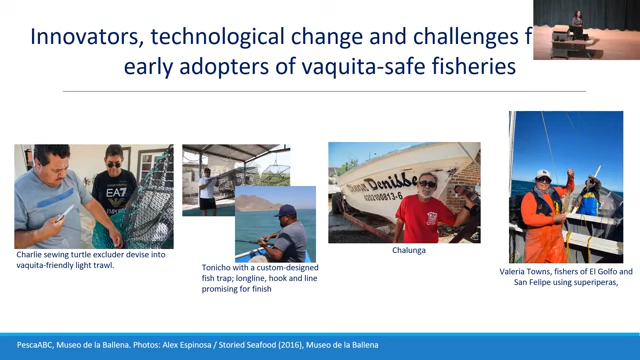 Innovators, technological change and challenges f
early adopters of vaquita-safe fisheries
EA7
Denisse
Charlie sewing turtle excluder devise into
vaquita-friendly light trawl.
Tonicho with a custom-designed
fish trap; longline, hook and line
promising for finish
Chalunga
Valeria Towns, fishers of El Golfo and
San Felipe using superiperas,
PescaABC, Museo de la Ballena. Photos: Alex Espinosa / Storied Seafood (2016), Museo de la Ballena